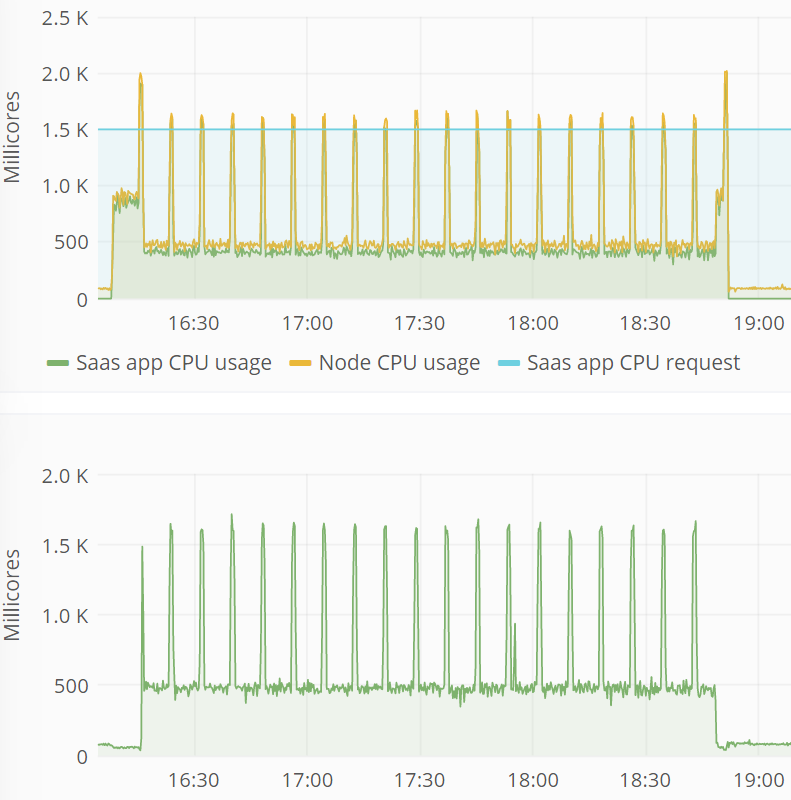 2.5 K
2.0 K
1.5 K
1.0 K
500
0
Millicores
16:30 17:00 17:30 18:00 18:30 19:00
Saas app CPU usage Node CPU usage Saas app CPU request
2.0 K
1.5 K
1.0 K
500
0
Millicores
16:30 17:00 17:30 18:00 18:30 19:00